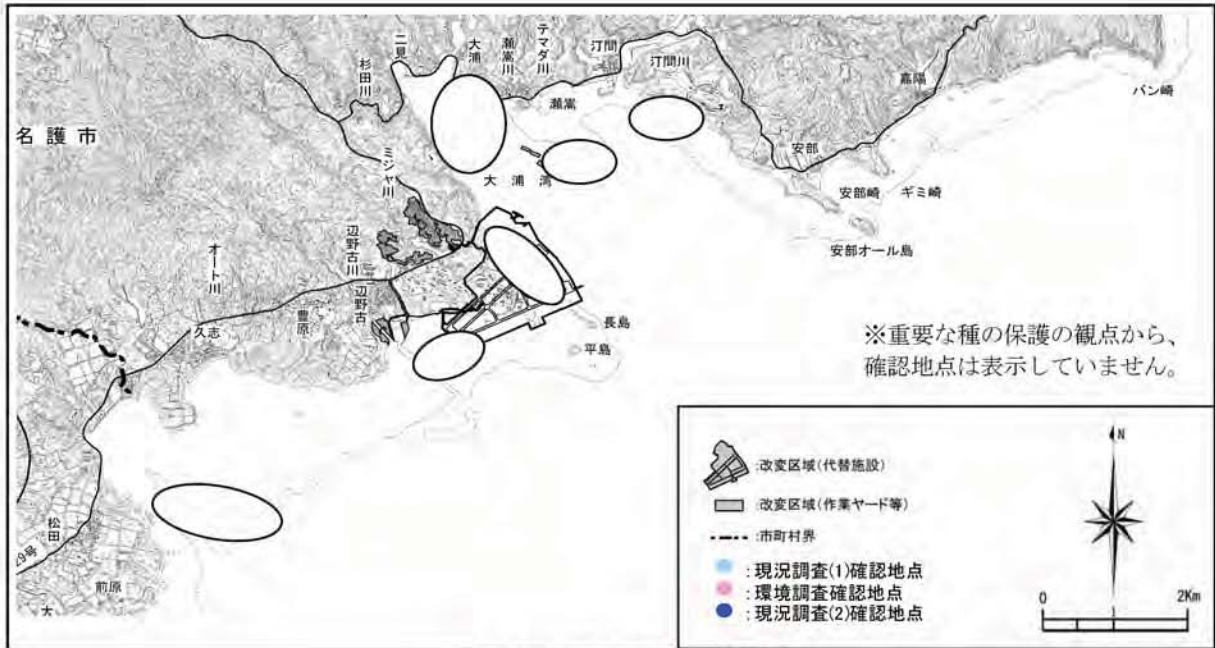 二見
大浦
瀬嵩川
テマダ川
汀間
汀間川
杉田川
瀬嵩
嘉陽
バン崎
名護市
安部
ミジャ川
大浦湾
安部崎
ギミ崎
安部オール島
オート川
辺野古川
辺野古
豊原
久志
長島
平島
※重要な種の保護の観点から、
確認地点は表示していません。
:改変区域(代替施設)
:改変区域(作業ヤード等)
:市町村界
:現況調査(1)確認地点
:環境調査確認地点
:現況調査(2)確認地点
N
0 2Km
松田
29号
前原
大